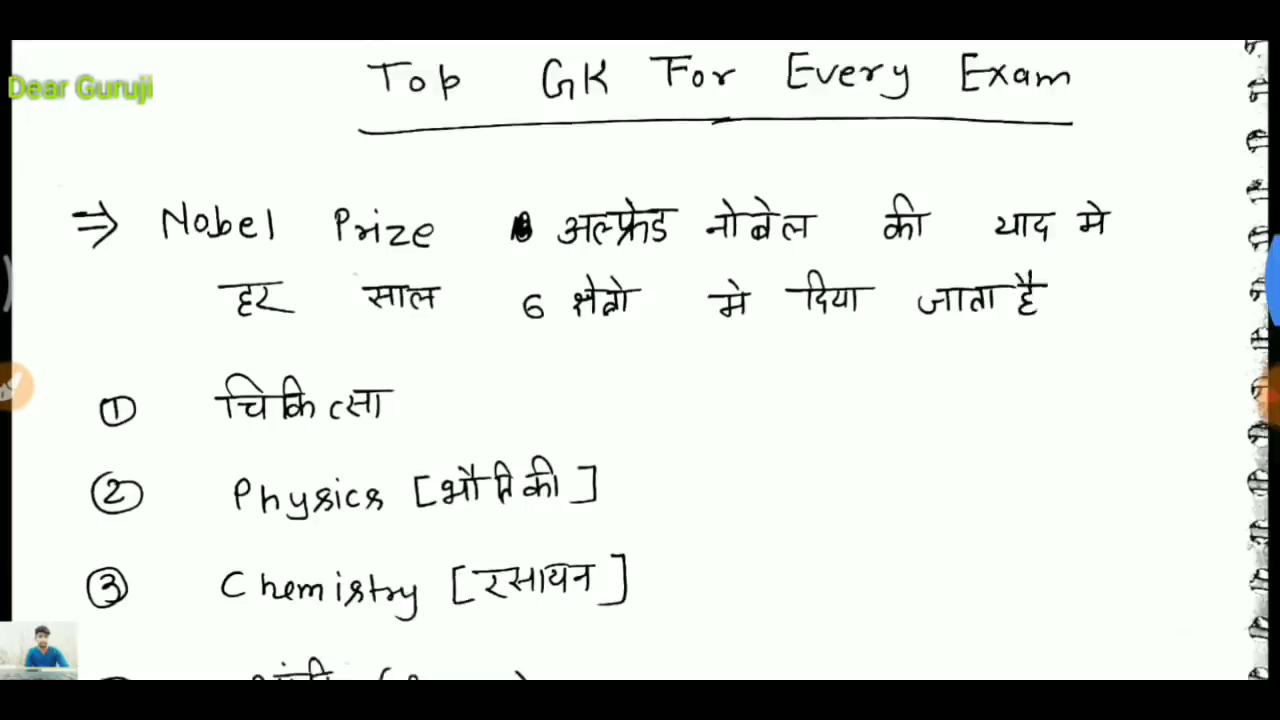 Top GK For Every Exam
Dear Guruji
⇒ Nobel Prize अल्फ्रेड नोबेल की याद मे
हर साल 6 क्षेत्रो मे दिया जाता है
① चिकित्सा
② Physics [भौतिकी]
③ Chemistry [रसायन]